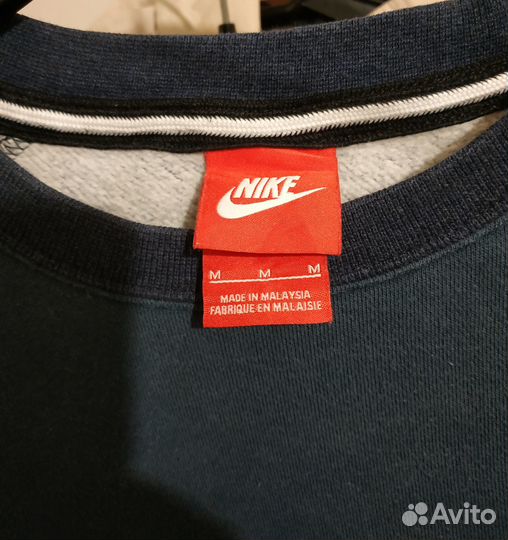 NIKE
M M M
MADE IN MALAYSIA
FABRIQUE EN MALAISIE
Avito